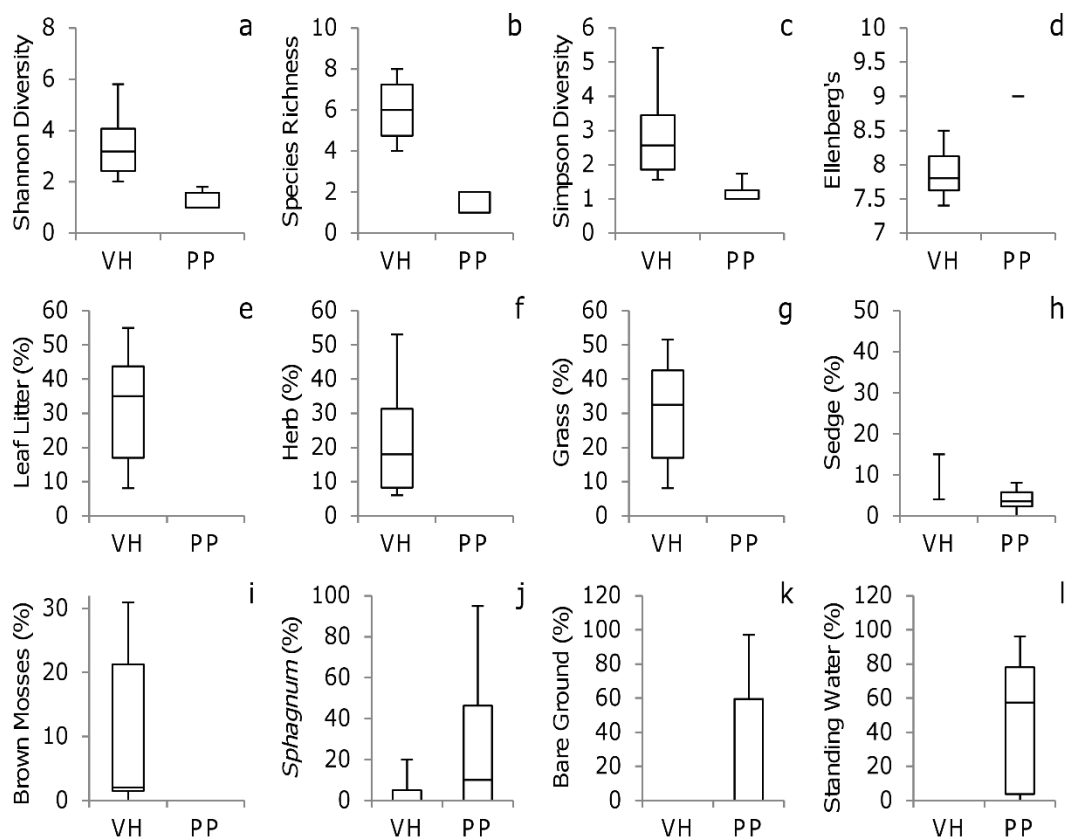 a
Shannon Diversity
8
6
4
2
0
VH PP
b
Species Richness
10
8
6
4
2
0
VH PP
c
Simpson Diversity
6
5
4
3
2
1
0
VH PP
d
Ellenberg's
10
9.5
9
8.5
8
7.5
7
VH PP
e
Leaf Litter (%)
60
50
40
30
20
10
0
VH PP
f
Herb (%)
60
50
40
30
20
10
0
VH PP
g
Grass (%)
60
50
40
30
20
10
0
VH PP
h
Sedge (%)
50
40
30
20
10
0
VH PP
i
Brown Mosses (%)
30
20
10
0
VH PP
j
Sphagnum (%)
100
80
60
40
20
0
VH PP
k
Bare Ground (%)
120
100
80
60
40
20
0
VH PP
l
Standing Water (%)
120
100
80
60
40
20
0
VH PP